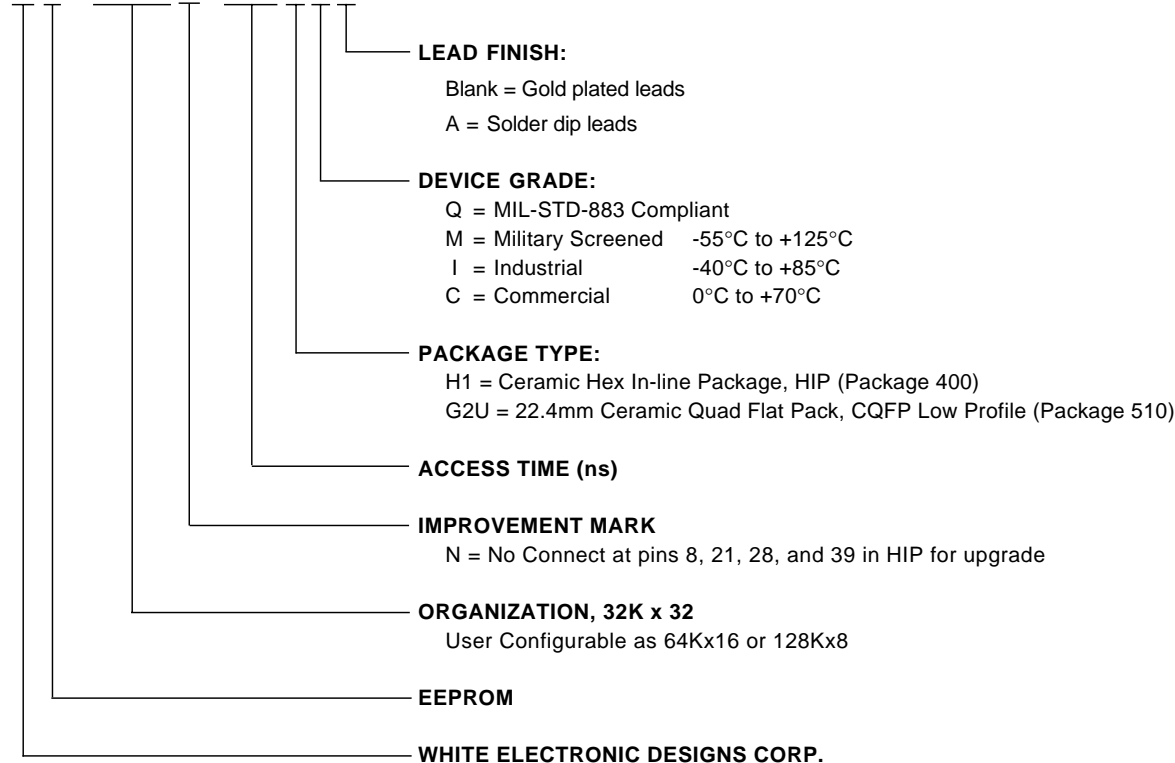 LEAD FINISH:
Blank = Gold plated leads
A = Solder dip leads
DEVICE GRADE:
Q = MIL-STD-883 Compliant
M = Military Screened -55°C to +125°C
I = Industrial -40°C to +85°C
C = Commercial 0°C to +70°C
PACKAGE TYPE:
H1 = Ceramic Hex In-line Package, HIP (Package 400)
G2U = 22.4mm Ceramic Quad Flat Pack, CQFP Low Profile (Package 510)
ACCESS TIME (ns)
IMPROVEMENT MARK
N = No Connect at pins 8, 21, 28, and 39 in HIP for upgrade
ORGANIZATION, 32K x 32
User Configurable as 64Kx16 or 128Kx8
EEPROM
WHITE ELECTRONIC DESIGNS CORP.